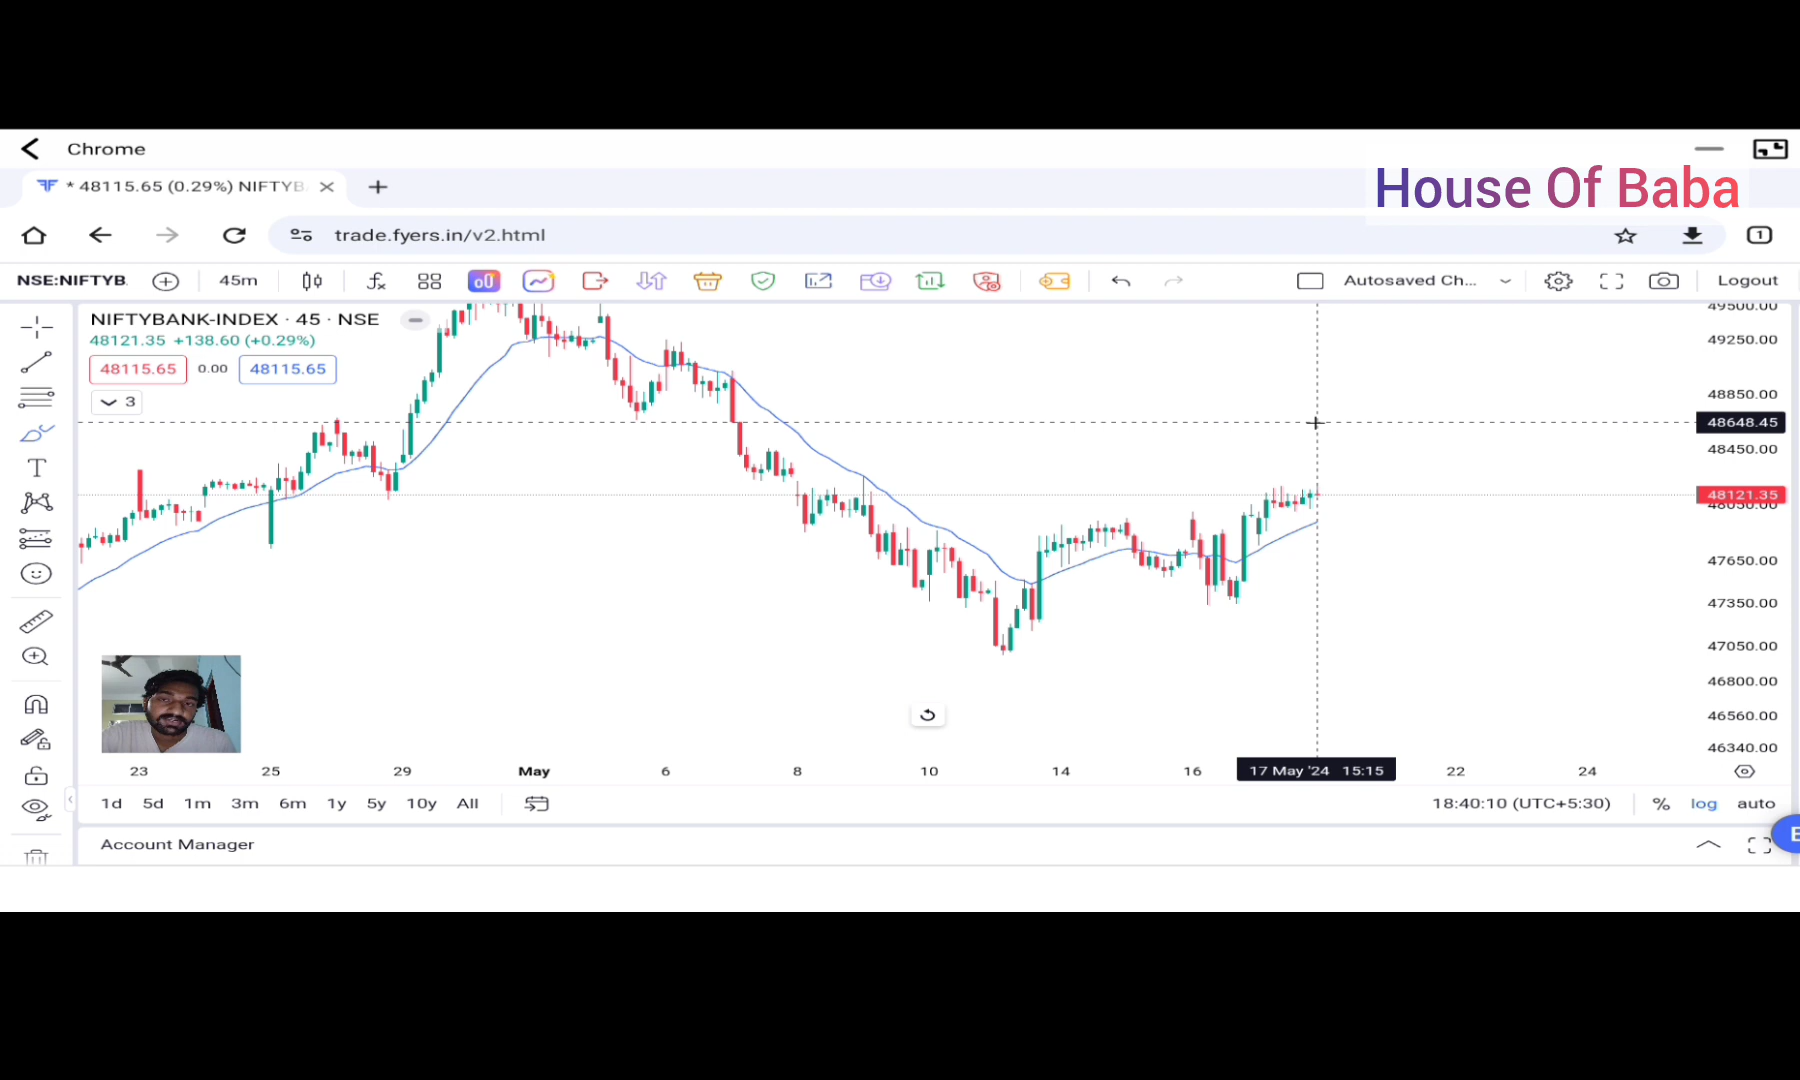 Chrome
* 48115.65 (0.29%) NIFTYB
House Of Baba
trade.fyers.in/v2.html
1
NSE:NIFTYB.
45m
Autosaved Ch...
Logout
NIFTYBANK-INDEX · 45 · NSE
48121.35 +138.60 (+0.29%)
48115.65 0.00 48115.65
3
49500.00
49250.00
48850.00
48648.45
48450.00
48121.35
48050.00
47650.00
47350.00
47050.00
46800.00
46560.00
46340.00
23 25 29 May 6 8 10 14 16 17 May '24 15:15 22 24
1d 5d 1m 3m 6m 1y 5y 10y All
18:40:10 (UTC+5:30) % log auto
Account Manager
E